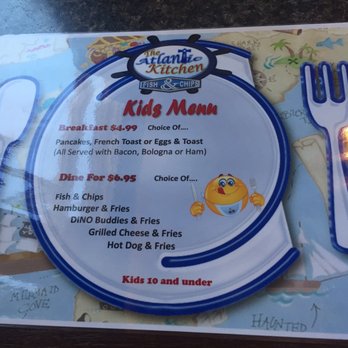 The
Atlantic
Kitchen
FISH & CHIPS
Kids Menu
Breakfast $4.99 Choice Of....
Pancakes, French Toast or Eggs & Toast
(All Served with Bacon, Bologna or Ham)
Dine For $6.95 Choice Of....
Fish & Chips
Hamburger & Fries
DiNO Buddies & Fries
Grilled Cheese & Fries
Hot Dog & Fries
Kids 10 and under
MERMAID
COVE
HAUNTED